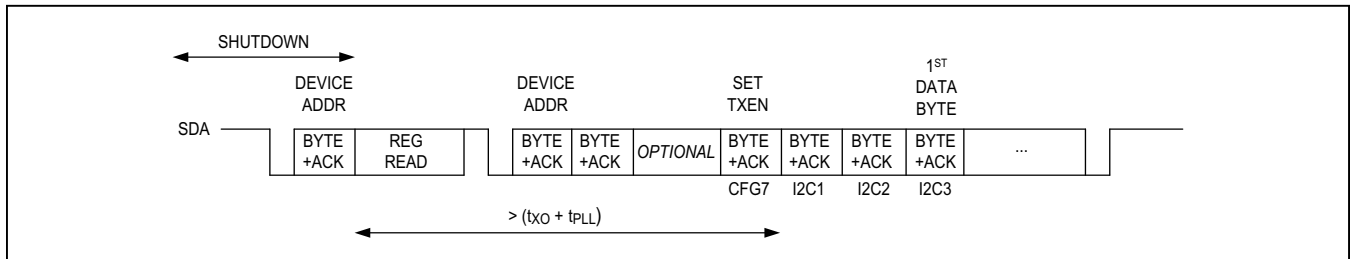 SHUTDOWN
DEVICE
ADDR
DEVICE
ADDR
SET
TXEN
1ST
DATA
BYTE
SDA
BYTE
+ACK
REG
READ
BYTE
+ACK
BYTE
+ACK
OPTIONAL
BYTE
+ACK
BYTE
+ACK
BYTE
+ACK
BYTE
+ACK
...
CFG7
I2C1
I2C2
I2C3
> (tXO + tPLL)